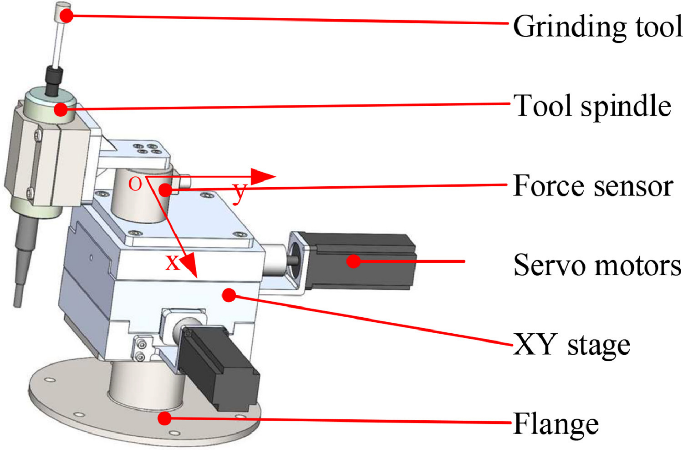 Grinding tool
Tool spindle
O
y
Force sensor
x
Servo motors
XY stage
Flange